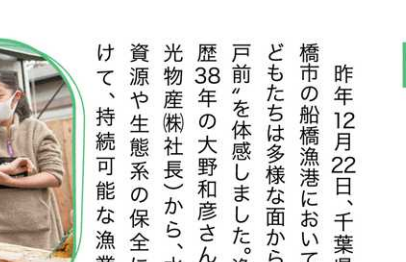 昨年12月22日、千葉県
橋市の船橋漁港において
どもたちは多様な面から
戸前〟を体感しました。漁
歴38年の大野和彦さん
光物産㈱社長）から、水
資源や生態系の保全に
けて、持続可能な漁業